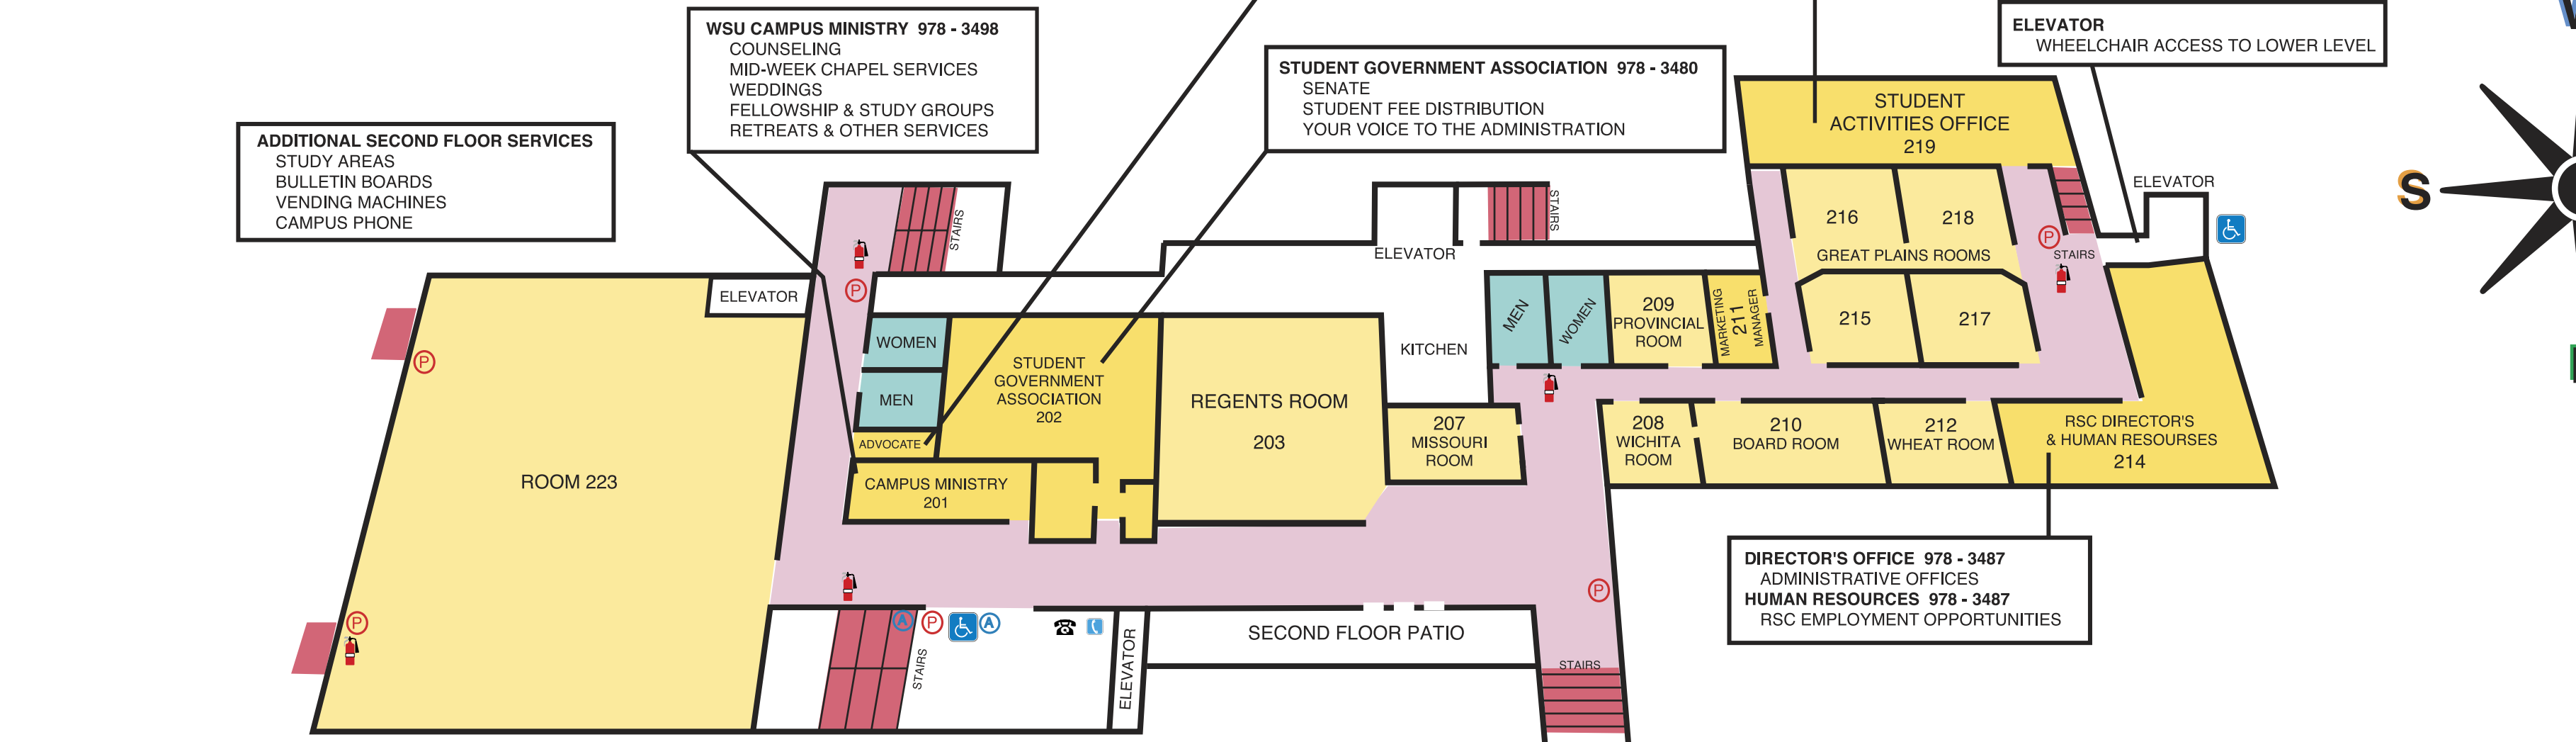 WSU CAMPUS MINISTRY 978 - 3498
COUNSELING
MID-WEEK CHAPEL SERVICES
WEDDINGS
FELLOWSHIP & STUDY GROUPS
RETREATS & OTHER SERVICES
ELEVATOR
WHEELCHAIR ACCESS TO LOWER LEVEL
STUDENT GOVERNMENT ASSOCIATION 978 - 3480
SENATE
STUDENT FEE DISTRIBUTION
YOUR VOICE TO THE ADMINISTRATION
ADDITIONAL SECOND FLOOR SERVICES
STUDY AREAS
BULLETIN BOARDS
VENDING MACHINES
CAMPUS PHONE
STUDENT
ACTIVITIES OFFICE
219
S
ELEVATOR
STAIRS
STAIRS
216
218
GREAT PLAINS ROOMS
P
STAIRS
ELEVATOR
ELEVATOR
P
215
217
WOMEN
MEN
ADVOCATE
STUDENT
GOVERNMENT
ASSOCIATION
202
REGENTS ROOM
203
KITCHEN
MEN
WOMEN
209
PROVINCIAL
ROOM
MARKETING
211
MANAGER
P
ROOM 223
CAMPUS MINISTRY
201
207
MISSOURI
ROOM
208
WICHITA
ROOM
210
BOARD ROOM
212
WHEAT ROOM
RSC DIRECTOR'S
& HUMAN RESOURSES
214
DIRECTOR'S OFFICE 978 - 3487
ADMINISTRATIVE OFFICES
HUMAN RESOURCES 978 - 3487
RSC EMPLOYMENT OPPORTUNITIES
P
P
A
P
A
STAIRS
ELEVATOR
SECOND FLOOR PATIO
STAIRS